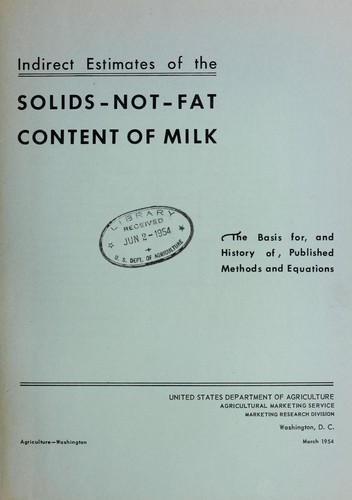 Indirect Estimates of the
SOLIDS-NOT-FAT
CONTENT OF MILK
LIBRARY
RECEIVED
JUN 2-1954
U. S. DEPT. OF AGRICULTURE
The Basis for, and
History of, Published
Methods and Equations
UNITED STATES DEPARTMENT OF AGRICULTURE
AGRICULTURAL MARKETING SERVICE
MARKETING RESEARCH DIVISION
Washington, D. C.
Agriculture—Washington
March 1954